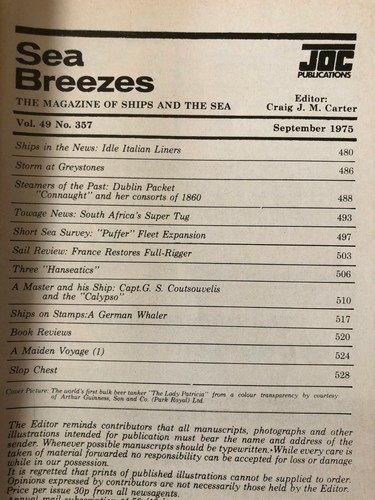 Sea
Breezes
JOC
PUBLICATIONS
THE MAGAZINE OF SHIPS AND THE SEA
Editor:
Craig J. M. Carter
Vol. 49 No. 357
September 1975
Ships in the News: Idle Italian Liners 480
Storm at Greystones 486
Steamers of the Past: Dublin Packet
"Connaught" and her consorts of 1860 488
Towage News: South Africa's Super Tug 493
Short Sea Survey: "Puffer" Fleet Expansion 497
Sail Review: France Restores Full-Rigger 503
Three "Hanseatics" 506
A Master and his Ship: Capt.G. S. Coutsouvelis
and the "Calypso" 510
Ships on Stamps:A German Whaler 517
Book Reviews 520
A Maiden Voyage (1) 524
Slop Chest 528
Cover Picture: The world's first bulk beer tanker "The Lady Patricia" from a colour transparency by courtesy
of Arthur Guinness, Son and Co. (Park Royal) Ltd.
The Editor reminds contributors that all manuscripts, photographs and other
illustrations intended for publication must bear the name and address of the
sender. Whenever possible manuscripts should be typewritten. While every care is
taken of material forwarded no responsibility can be accepted for loss or damage
while in our possession.
It is regretted that prints of published illustrations cannot be supplied to order.
Opinions expressed by contributors are not necessarily those held by the Editor.
Price per issue 30p from all newsagents.